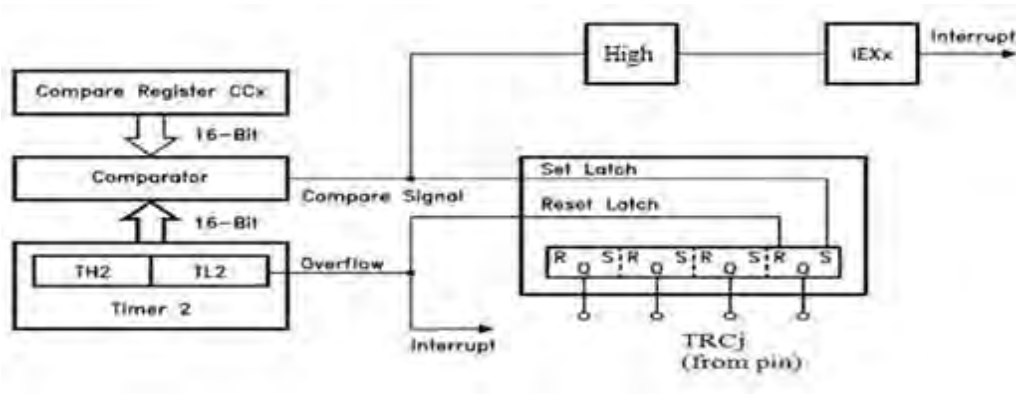 High
IEXx
Interrupt
Compare Register CCx
16-Bit
Comparator
Compare Signal
Set Latch
Reset Latch
16-Bit
TH2
TL2
Overflow
Timer 2
R S R S R S R S
Q Q Q Q
Interrupt
TRCj
(from pin)